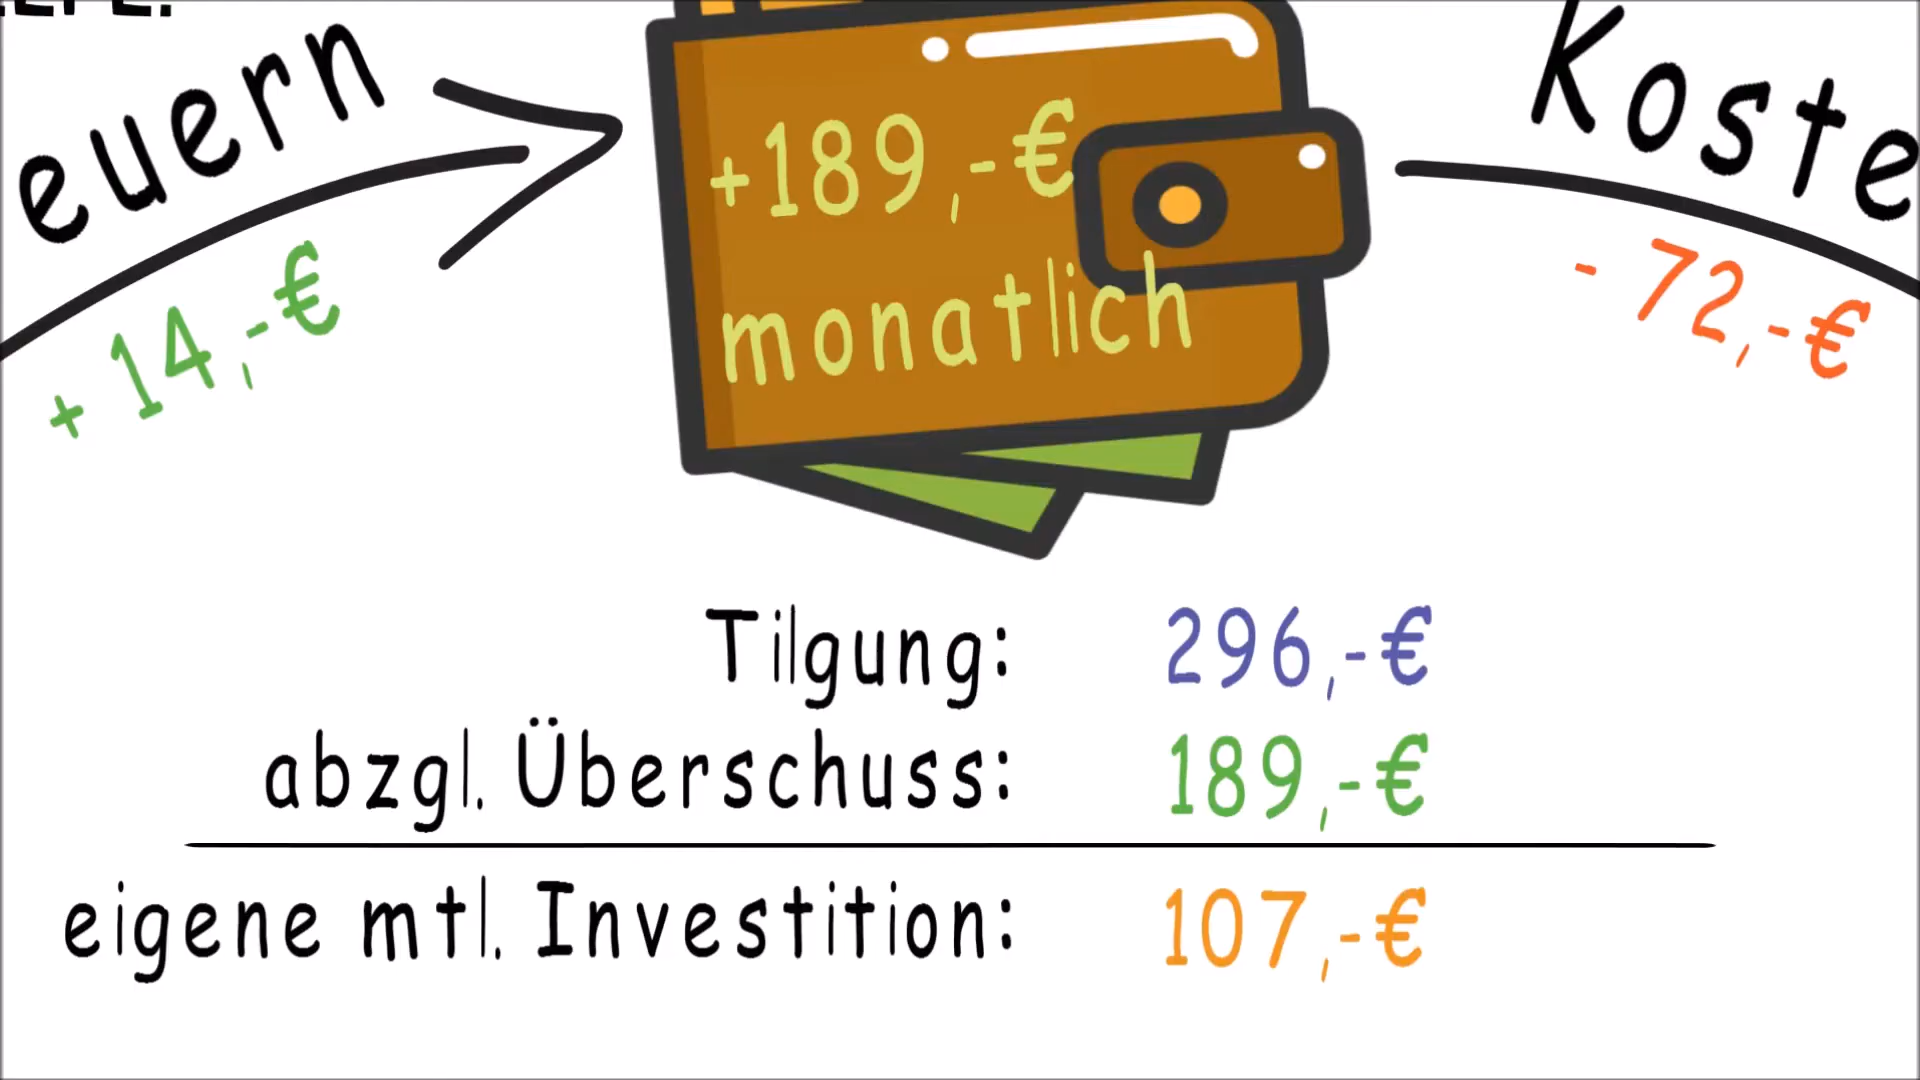 euern
+ 14,-€
+189,-€
monatlich
Koste
- 72,-€
Tilgung: 296,-€
abzgl. Überschuss: 189,-€
eigene mtl. Investition: 107,-€